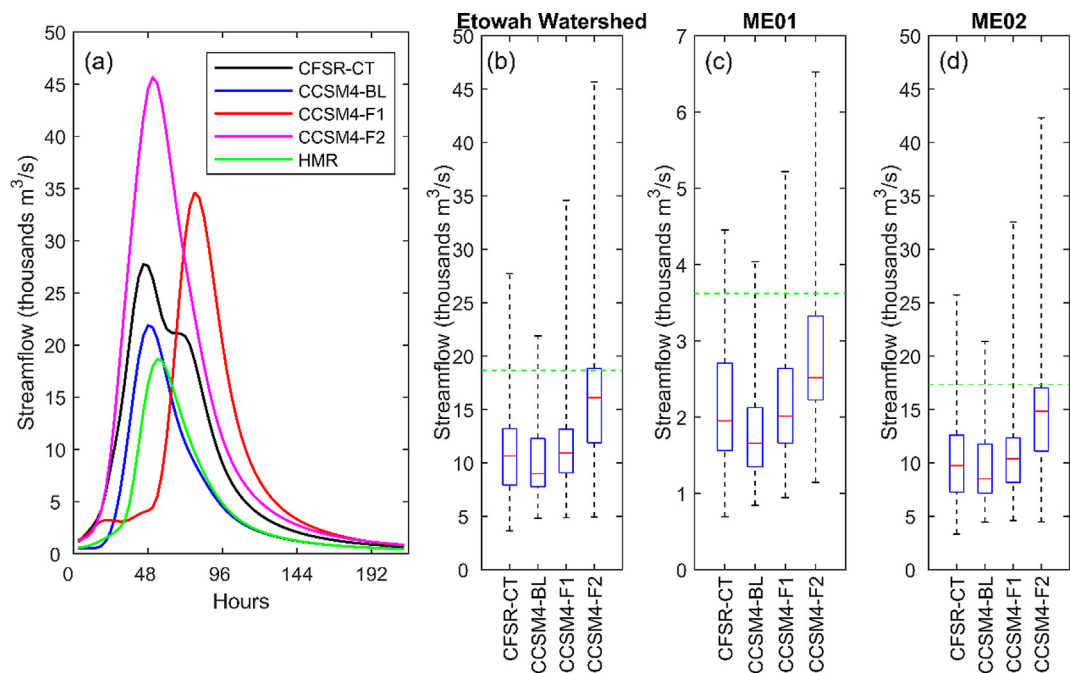 Etowah Watershed
ME01
ME02
(a)
CFSR-CT
CCSM4-BL
CCSM4-F1
CCSM4-F2
HMR
50
45
40
35
30
25
20
15
10
5
0
Streamflow (thousands m³/s)
0 48 96 144 192
Hours
(b)
50
45
40
35
30
25
20
15
10
5
0
Streamflow (thousands m³/s)
CFSR-CT
CCSM4-BL
CCSM4-F1
CCSM4-F2
(c)
7
6
5
4
3
2
1
0
Streamflow (thousands m³/s)
CFSR-CT
CCSM4-BL
CCSM4-F1
CCSM4-F2
(d)
50
45
40
35
30
25
20
15
10
5
0
Streamflow (thousands m³/s)
CFSR-CT
CCSM4-BL
CCSM4-F1
CCSM4-F2